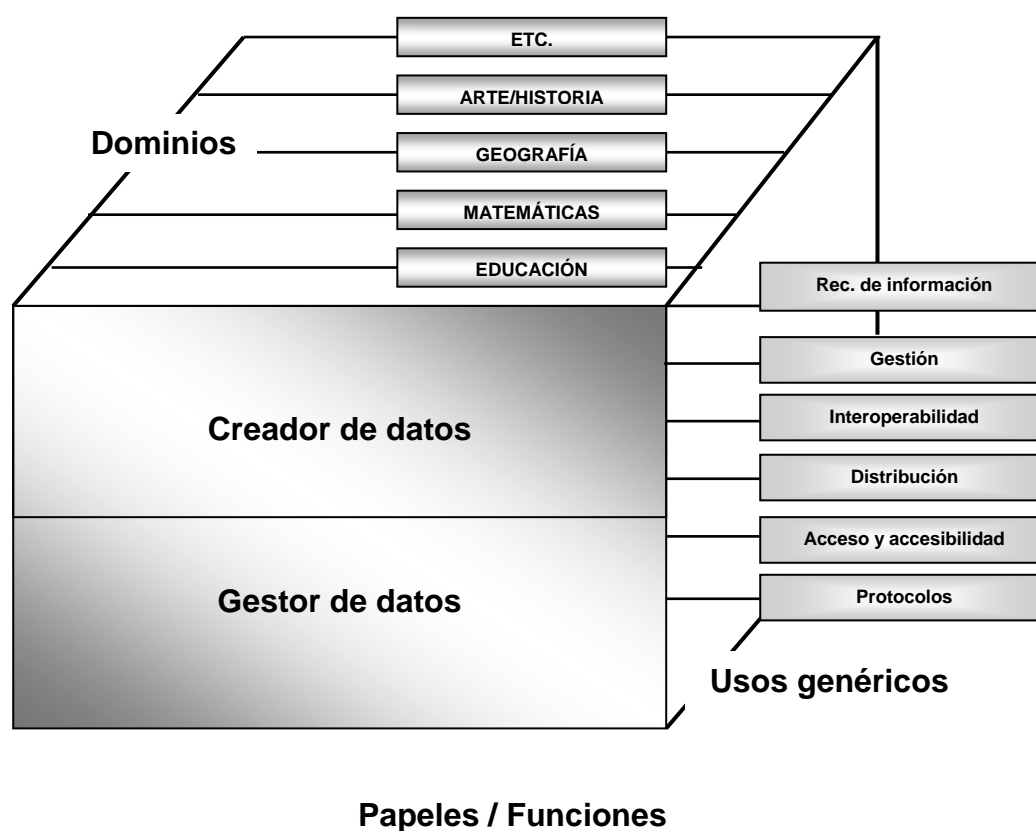 ETC.
ARTE/HISTORIA
Dominios
GEOGRAFÍA
MATEMÁTICAS
EDUCACIÓN
Rec. de información
Gestión
Creador de datos
Interoperabilidad
Distribución
Acceso y accesibilidad
Gestor de datos
Protocolos
Usos genéricos
Papeles / Funciones